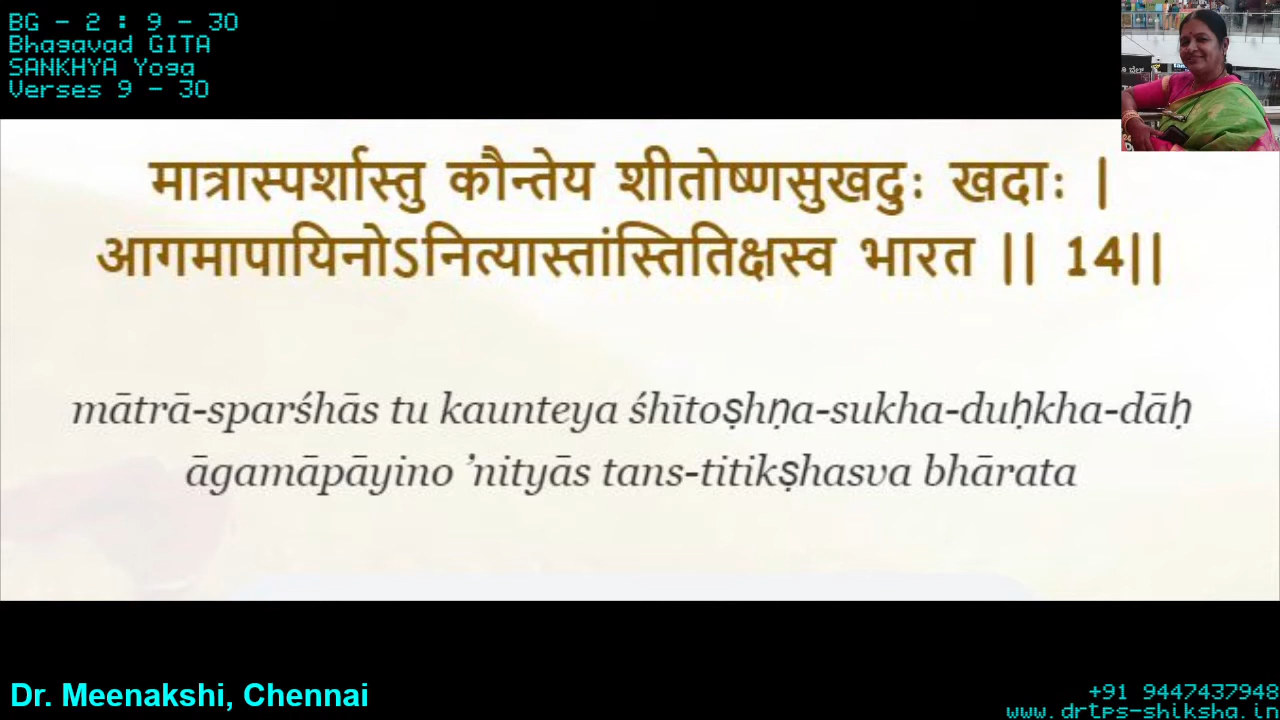 BG - 2 : 9 - 30
Bhagavad GITA
SANKHYA Yoga
Verses 9 - 30
मात्रास्पर्शास्तु कौन्तेय शीतोष्णसुखदुः खदाः |
आगमापायिनोऽनित्यास्तांस्तितिक्षस्व भारत || 14||
mātrā-sparśhās tu kaunteya śhītoṣhṇa-sukha-duḥkha-dāḥ
āgamāpāyino ’nityās tans-titikṣhasva bhārata
Dr. Meenakshi, Chennai
+91 9447437948
www.drtps-shiksha.in